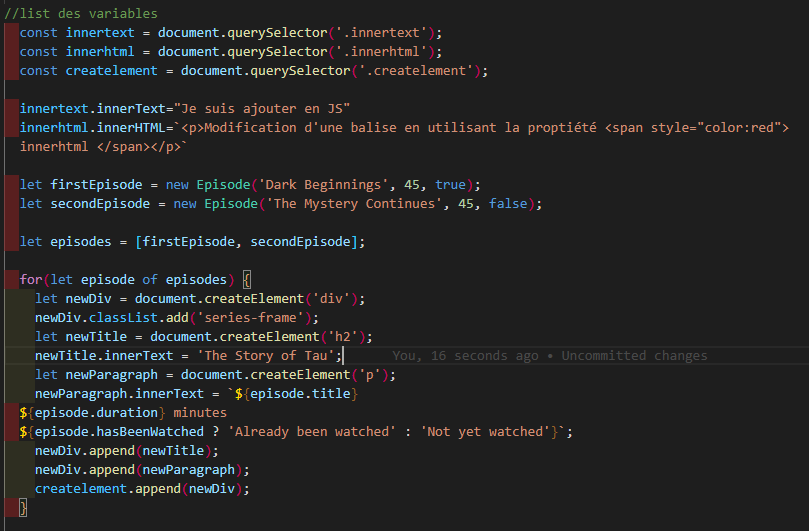 //list des variables
const innertext = document.querySelector('.innertext');
const innerhtml = document.querySelector('.innerhtml');
const createlement = document.querySelector('.createlement');
innertext.innerText="Je suis ajouter en JS"
innerhtml.innerHTML=`<p>Modification d'une balise en utilisant la proptiété <span style="color:red">
innerhtml </span></p>`
let firstEpisode = new Episode('Dark Beginnings', 45, true);
let secondEpisode = new Episode('The Mystery Continues', 45, false);
let episodes = [firstEpisode, secondEpisode];
for(let episode of episodes) {
let newDiv = document.createElement('div');
newDiv.classList.add('series-frame');
let newTitle = document.createElement('h2');
newTitle.innerText = 'The Story of Tau'; You, 16 seconds ago • Uncommitted changes
let newParagraph = document.createElement('p');
newParagraph.innerText = `${episode.title}
${episode.duration} minutes
${episode.hasBeenWatched ? 'Already been watched' : 'Not yet watched'}`;
newDiv.append(newTitle);
newDiv.append(newParagraph);
createlement.append(newDiv);
}